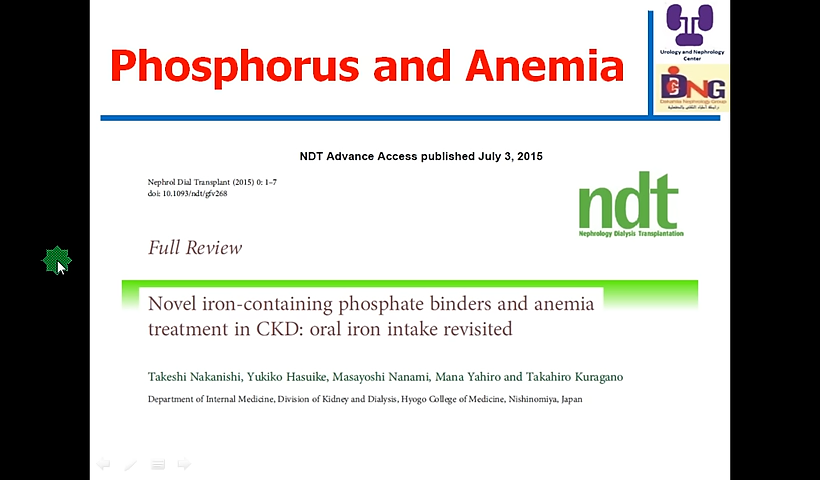 Phosphorus and Anemia
Urology and Nephrology
Center
DNG
NDT Advance Access published July 3, 2015
Nephrol Dial Transplant (2015) 0: 1–7
doi: 10.1093/ndt/gfv268
ndt
Nephrology Dialysis Transplantation
Full Review
Novel iron-containing phosphate binders and anemia
treatment in CKD: oral iron intake revisited
Takeshi Nakanishi, Yukiko Hasuike, Masayoshi Nanami, Mana Yahiro and Takahiro Kuragano
Department of Internal Medicine, Division of Kidney and Dialysis, Hyogo College of Medicine, Nishinomiya, Japan